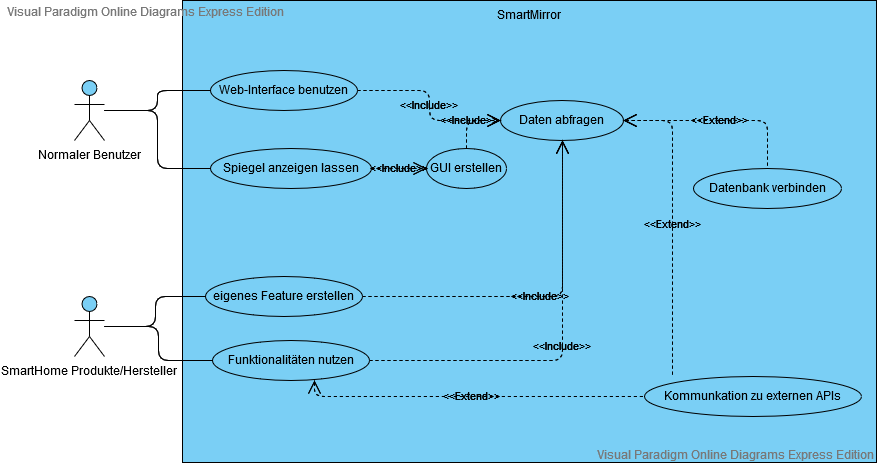 Visual Paradigm Online Diagrams Express Edition
SmartMirror
Web-Interface benutzen
<<Include>>
<<Include>>
Daten abfragen
<<Extend>>
Normaler Benutzer
Spiegel anzeigen lassen
<<Include>>
GUI erstellen
Datenbank verbinden
<<Extend>>
eigenes Feature erstellen
<<Include>>
<<Include>>
Funktionalitäten nutzen
SmartHome Produkte/Hersteller
<<Extend>>
Kommunkation zu externen APIs
Visual Paradigm Online Diagrams Express Edition